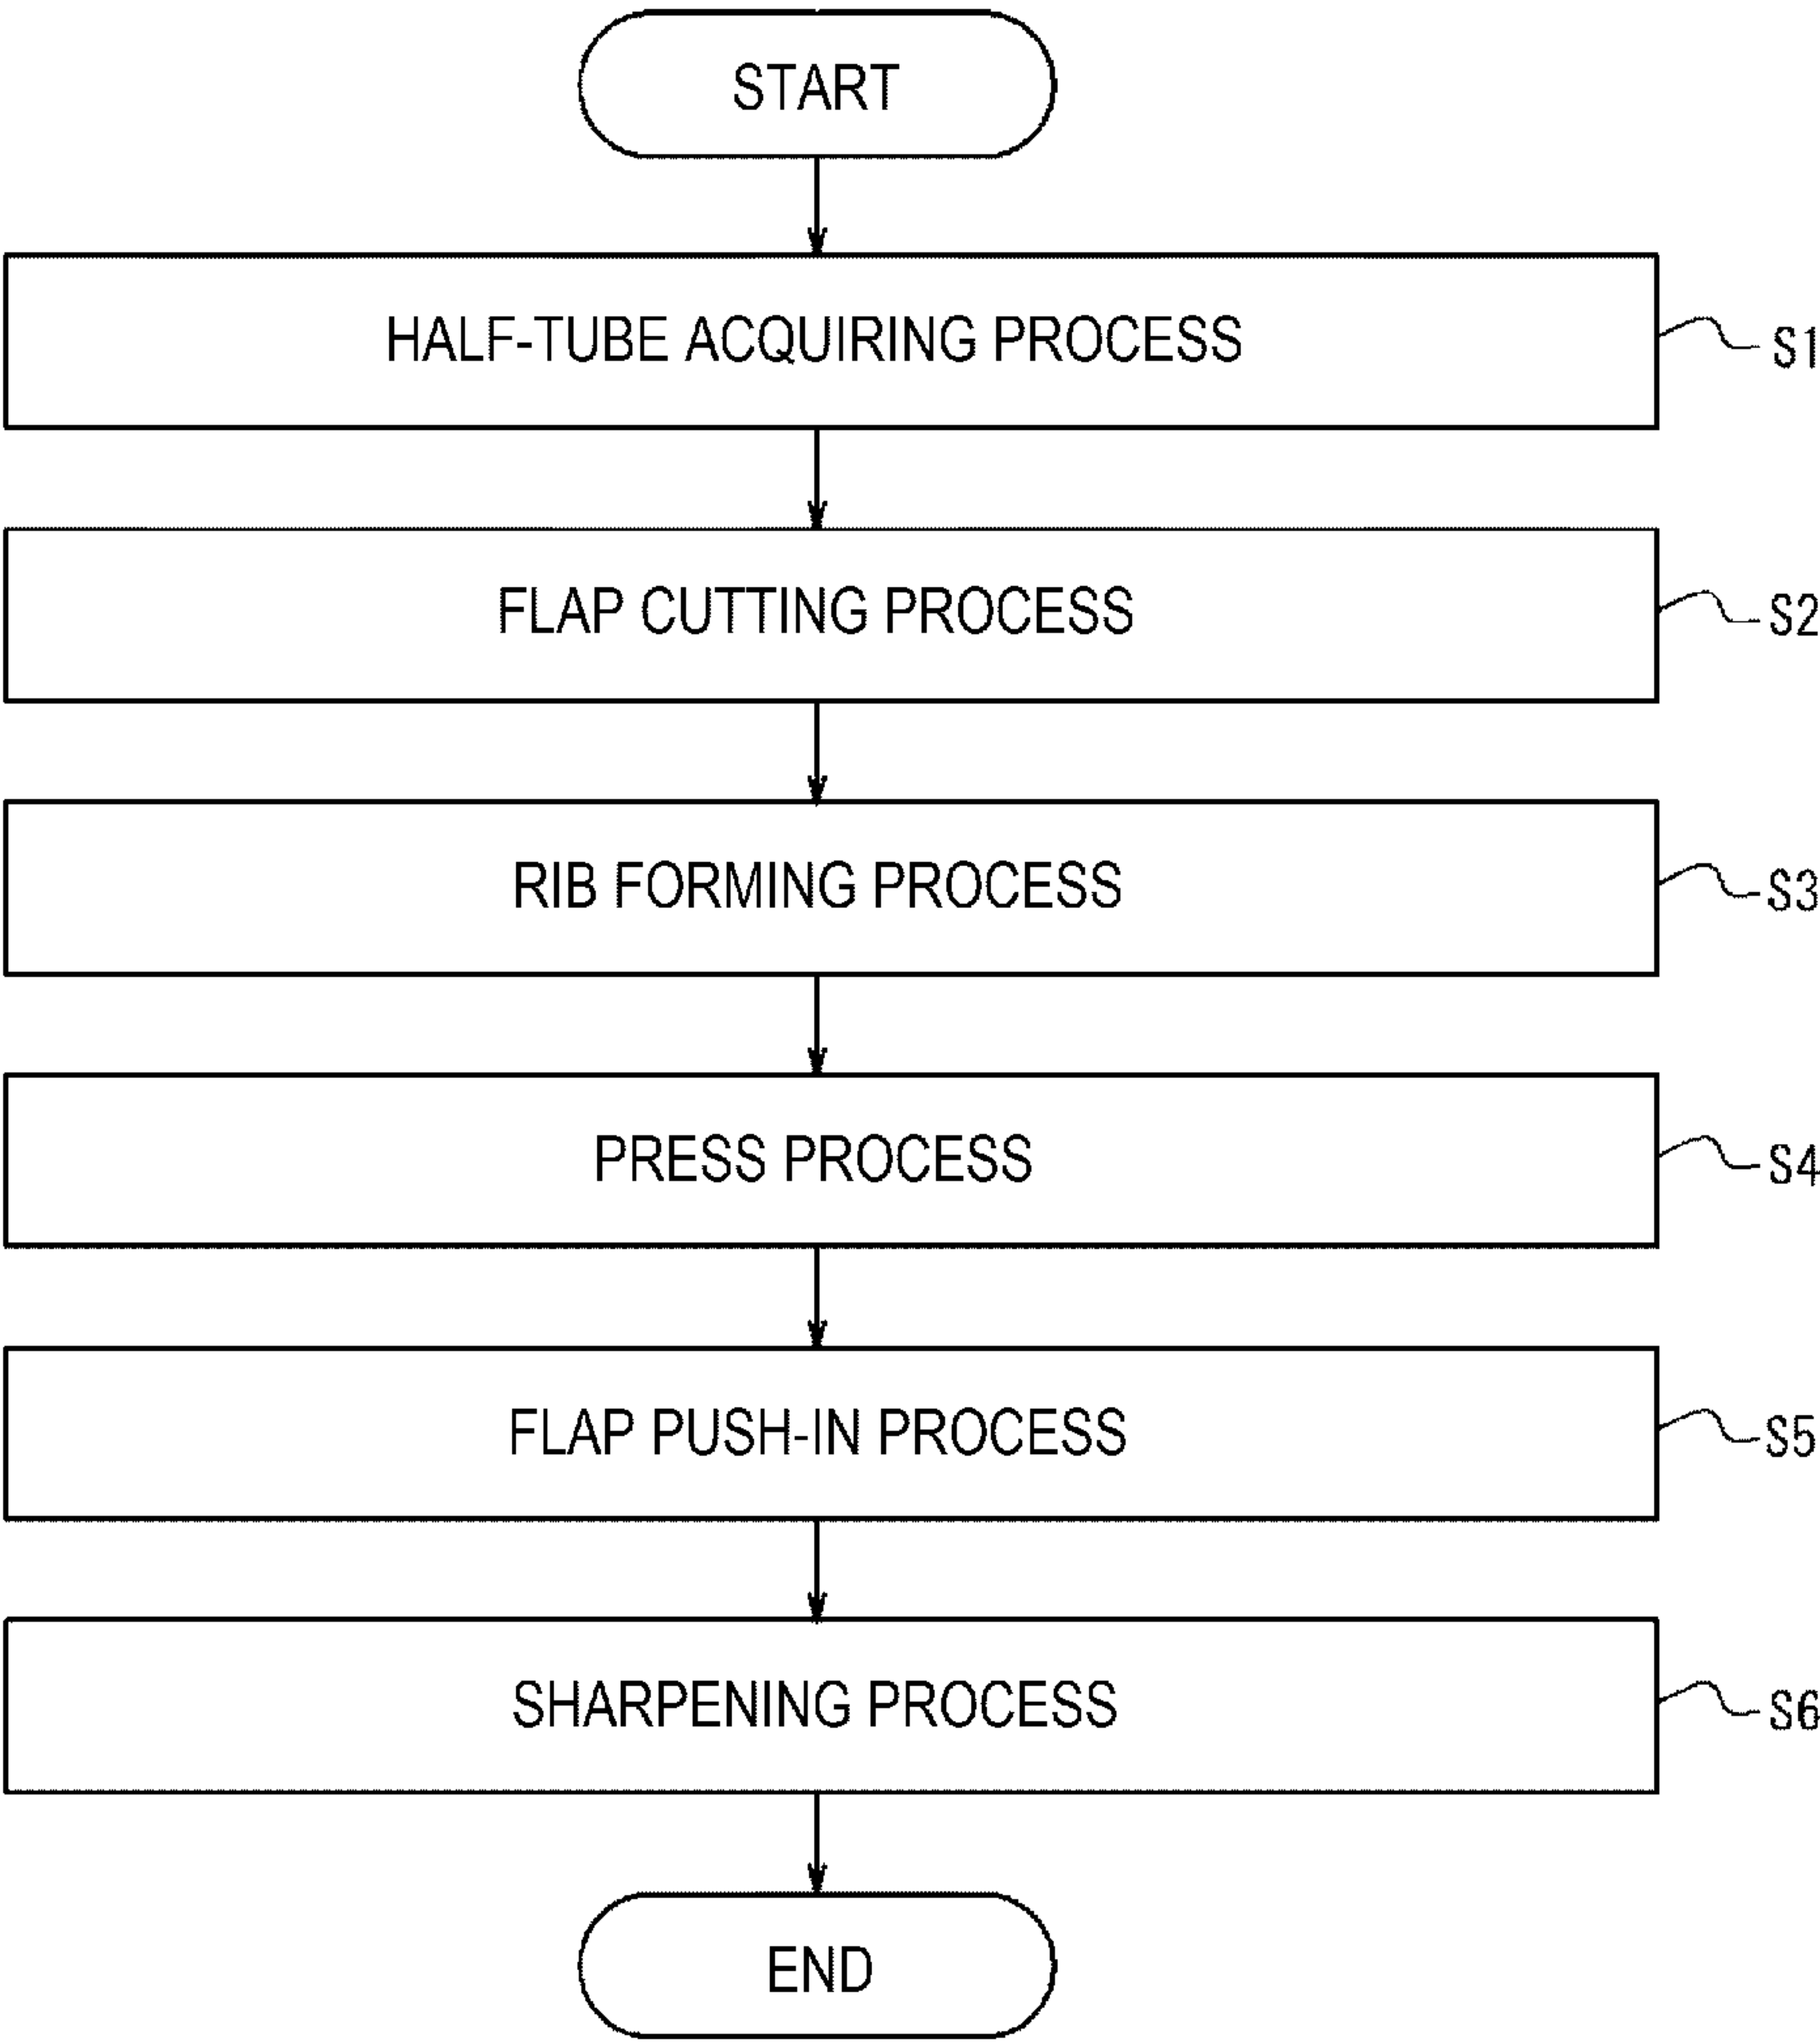 START
HALF-TUBE ACQUIRING PROCESS
S1
FLAP CUTTING PROCESS
S2
RIB FORMING PROCESS
S3
PRESS PROCESS
S4
FLAP PUSH-IN PROCESS
S5
SHARPENING PROCESS
S6
END